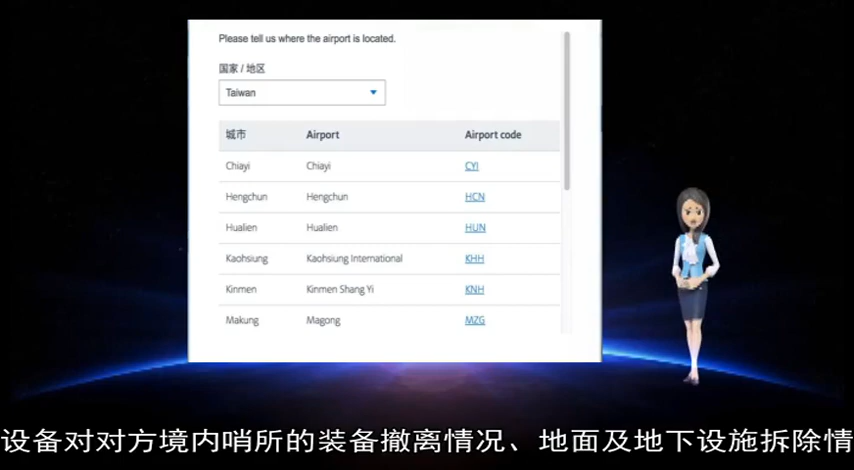 Please tell us where the airport is located.
国家 / 地区
Taiwan
城市 Airport Airport code
Chiayi Chiayi CYI
Hengchun Hengchun HCN
Hualien Hualien HUN
Kaohsiung Kaohsiung International KHH
Kinmen Kinmen Shang Yi KNH
Makung Magong MZG
设备对对方境内哨所的装备撤离情况、地面及地下设施拆除情